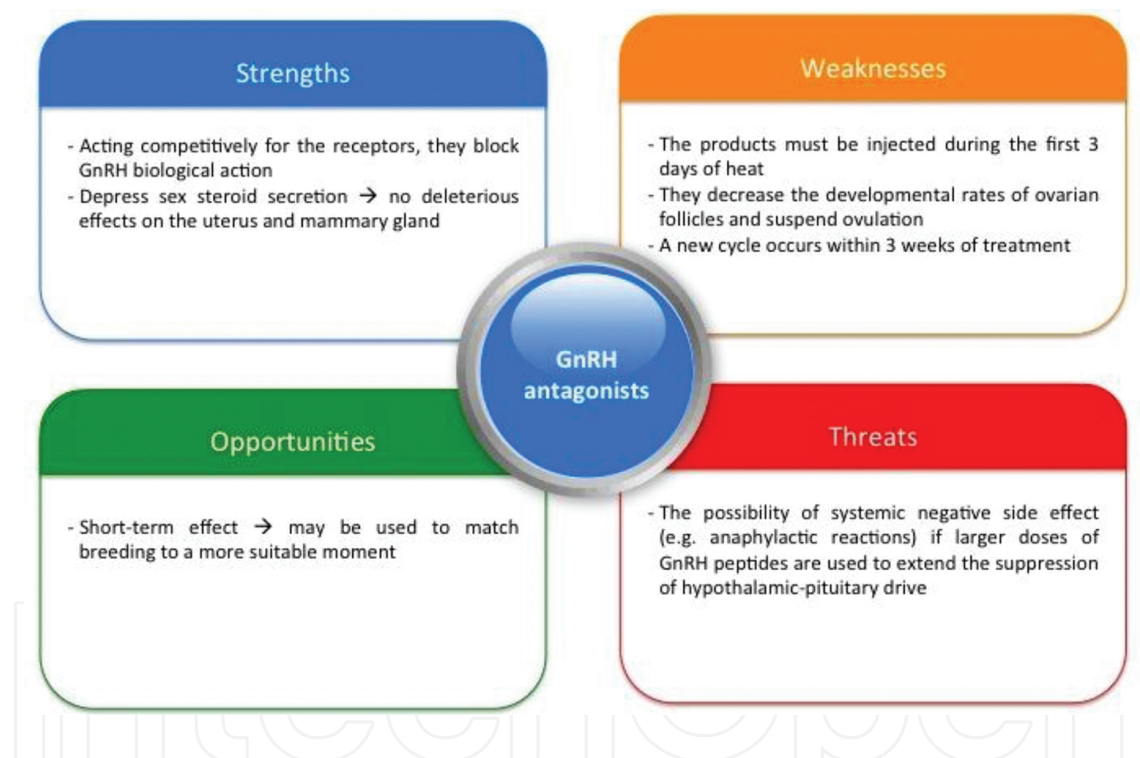 Strengths
- Acting competitively for the receptors, they block
GnRH biological action
- Depress sex steroid secretion → no deleterious
effects on the uterus and mammary gland
Weaknesses
- The products must be injected during the first 3
days of heat
- They decrease the developmental rates of ovarian
follicles and suspend ovulation
- A new cycle occurs within 3 weeks of treatment
GnRH
antagonists
Opportunities
- Short-term effect → may be used to match
breeding to a more suitable moment
Threats
- The possibility of systemic negative side effect
(e.g. anaphylactic reactions) if larger doses of
GnRH peptides are used to extend the suppression
of hypothalamic-pituitary drive